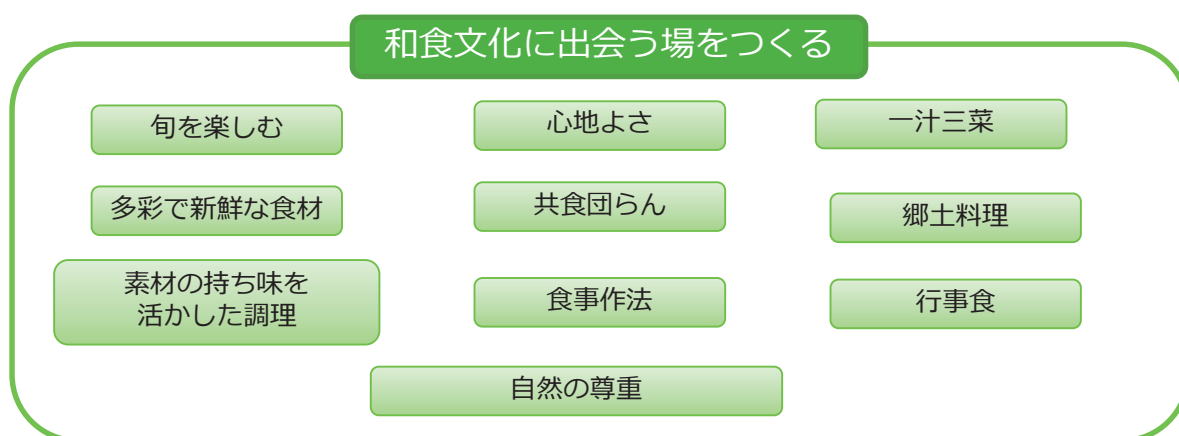 和食文化に出会う場をつくる
旬を楽しむ
心地よさ
一汁三菜
多彩で新鮮な食材
共食団らん
郷土料理
素材の持ち味を
活かした調理
食事作法
行事食
自然の尊重